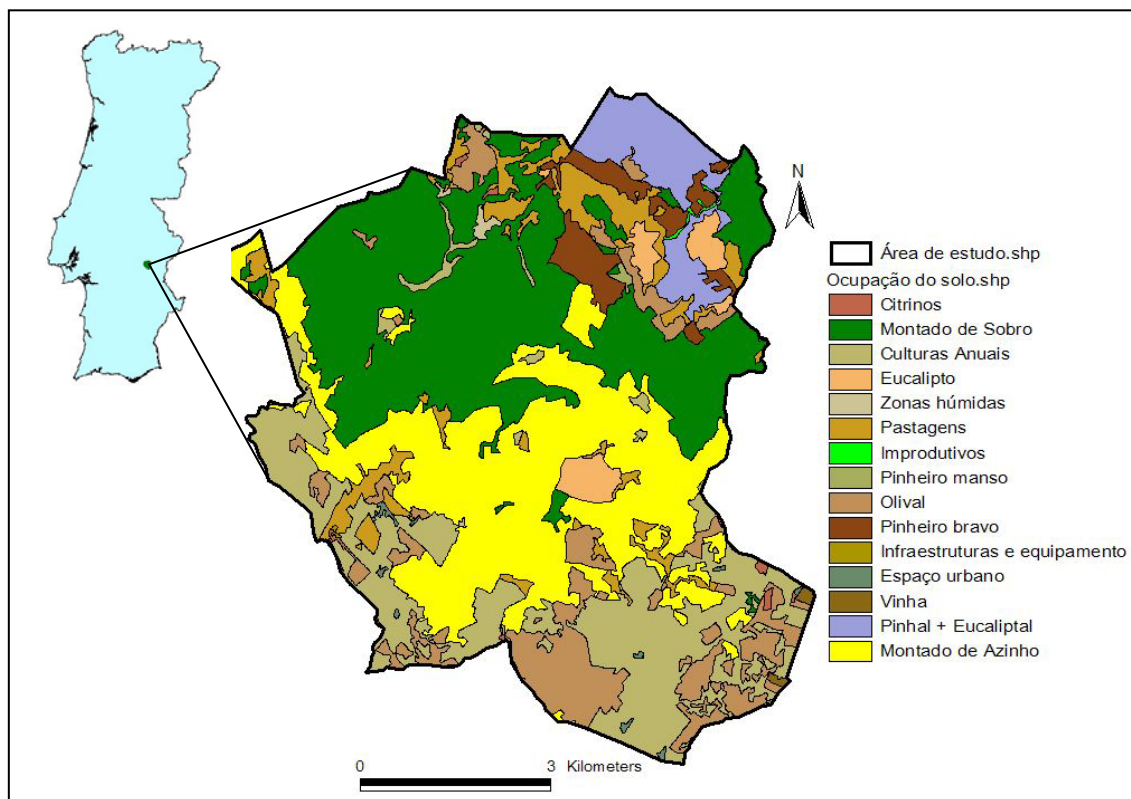 N
Área de estudo.shp
Ocupação do solo.shp
Citrinos
Montado de Sobro
Culturas Anuais
Eucalipto
Zonas húmidas
Pastagens
Improdutivos
Pinheiro manso
Olival
Pinheiro bravo
Infraestruturas e equipamento
Espaço urbano
Vinha
Pinhal + Eucaliptal
Montado de Azinho
0 3 Kilometers